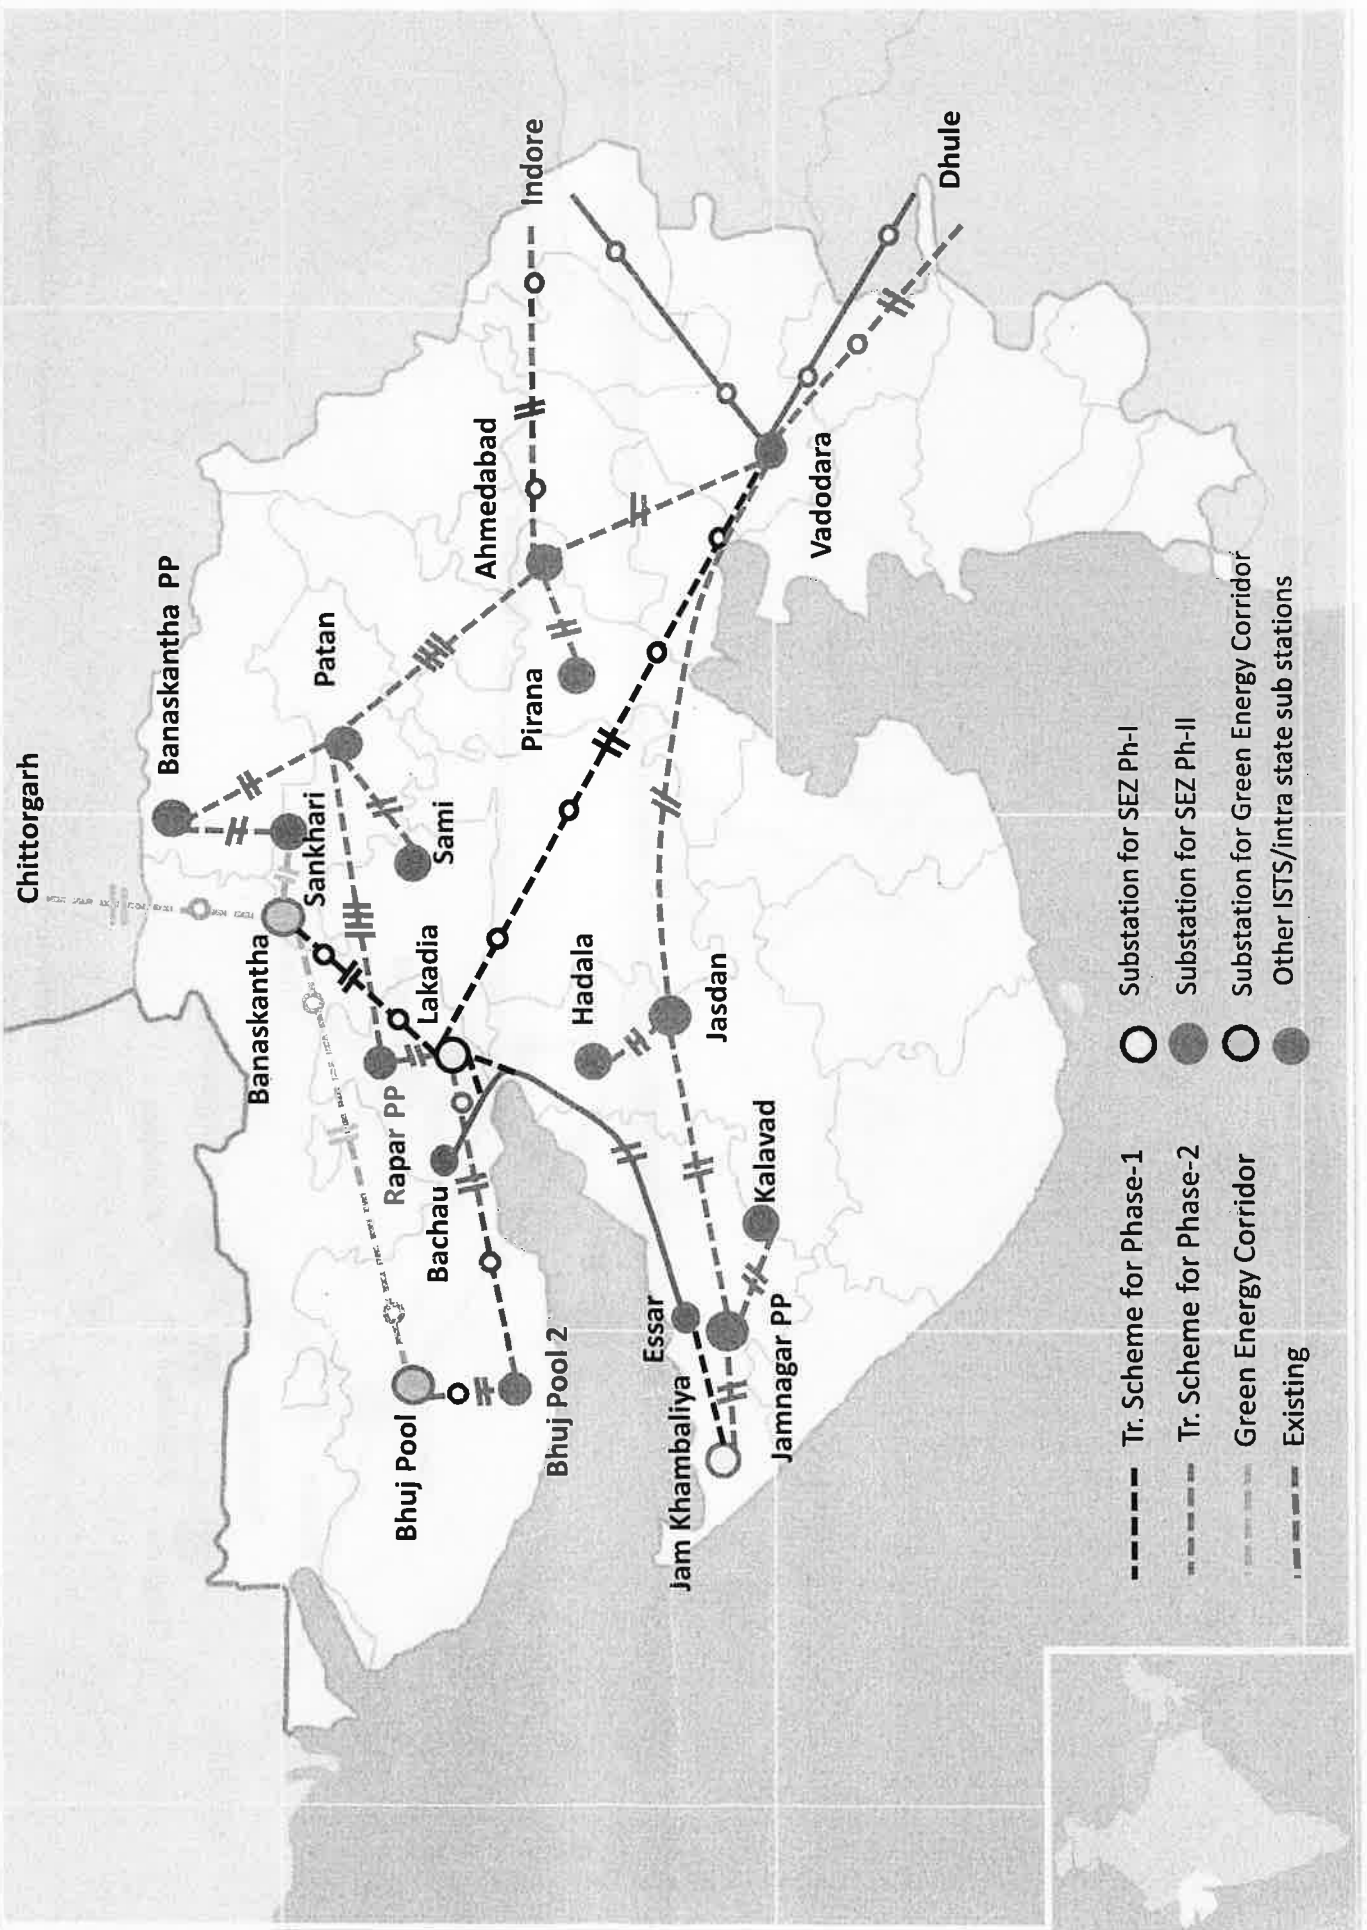 Chittorgarh
Banaskantha PP
Patan
Sankhari
Sami
Banaskantha
Lakadia
Rapar PP
Bachau
Bhuj Pool
Bhuj Pool 2
Ahmedabad
Indore
Pirana
Vadodara
Dhule
Hadala
Jasdan
Kalavad
Essar
Jam Khambaliya
Jamnagar PP
Tr. Scheme for Phase-1
Tr. Scheme for Phase-2
Green Energy Corridor
Existing
Substation for SEZ Ph-I
Substation for SEZ Ph-II
Substation for Green Energy Corridor
Other ISTS/intra state sub stations